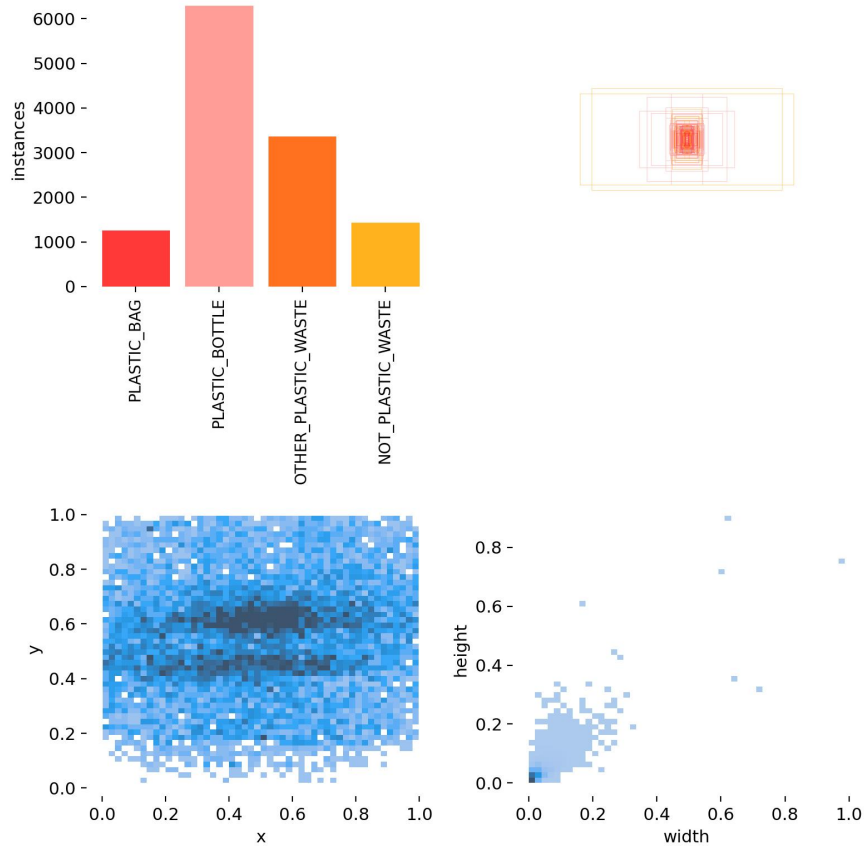 6000
5000
4000
3000
2000
1000
0
instances
PLASTIC_BAG
PLASTIC_BOTTLE
OTHER_PLASTIC_WASTE
NOT_PLASTIC_WASTE
1.0
0.8
0.6
0.4
0.2
0.0
y
0.0 0.2 0.4 0.6 0.8 1.0
x
0.8
0.6
0.4
0.2
0.0
height
0.0 0.2 0.4 0.6 0.8 1.0
width